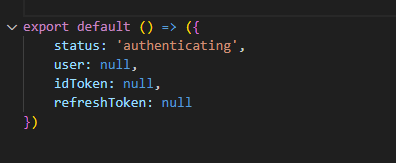 export default () => ({
    status: 'authenticating',
    user: null,
    idToken: null,
    refreshToken: null
})